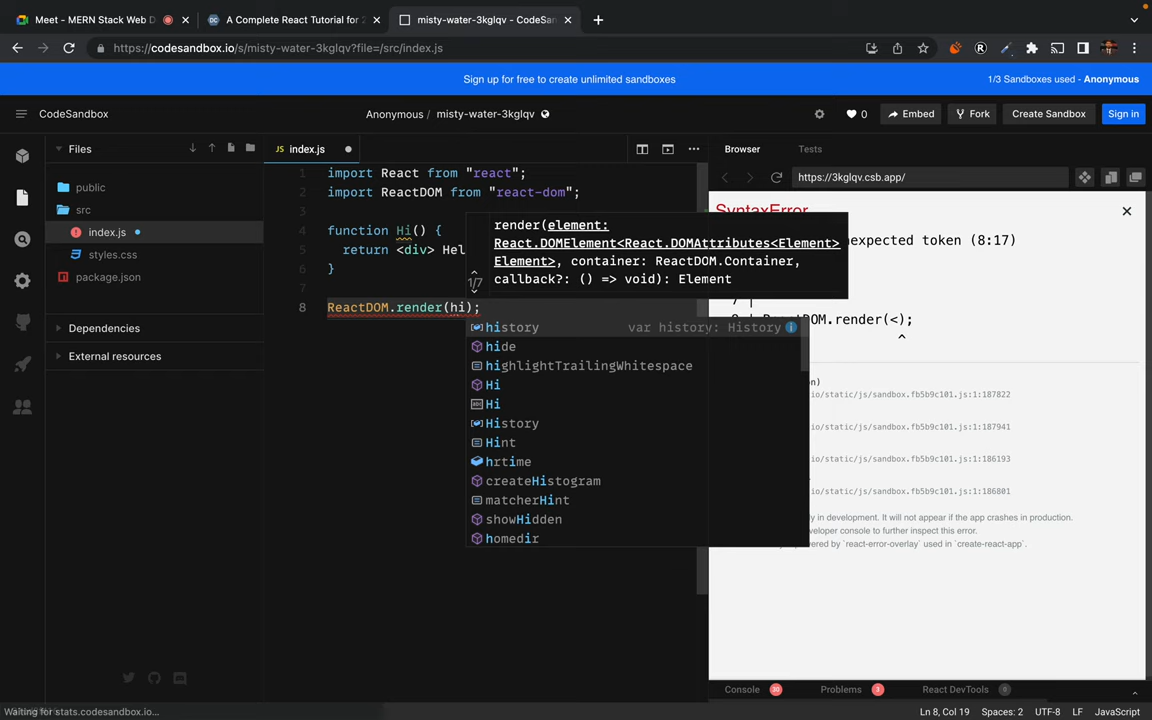 Meet - MERN Stack Web D
A Complete React Tutorial for 2
misty-water-3kglqv - CodeSan
https://codesandbox.io/s/misty-water-3kglqv?file=/src/index.js
Sign up for free to create unlimited sandboxes
1/3 Sandboxes used - Anonymous
CodeSandbox
Anonymous / misty-water-3kglqv
0
Embed
Fork
Create Sandbox
Sign in
Files
JS index.js
Browser
Tests
https://3kglqv.csb.app/
public
src
index.js
styles.css
package.json
Dependencies
External resources
1 import React from "react";
2 import ReactDOM from "react-dom";
3
4 function Hi() {
5 return <div> Hel
6 }
7
8 ReactDOM.render(hi);
render(element:
React.DOMElement<React.DOMAttributes<Element>
Element>, container: ReactDOM.Container,
callback?: () => void): Element
1/7
history var history: History
hide
highlightTrailingWhitespace
Hi
Hi
History
Hint
hrtime
createHistogram
matcherHint
showHidden
homedir
SyntaxError
nexpected token (8:17)
7 |
DOM.render(<);
^
on)
io/static/js/sandbox.fb5b9c101.js:1:187822
io/static/js/sandbox.fb5b9c101.js:1:187941
io/static/js/sandbox.fb5b9c101.js:1:186193
io/static/js/sandbox.fb5b9c101.js:1:186801
y in development. It will not appear if the app crashes in production.
eveloper console to further inspect this error.
ered by `react-error-overlay` used in `create-react-app`.
Console 30
Problems 3
React DevTools 0
Waiting for stats.codesandbox.io...
Ln 8, Col 19
Spaces: 2
UTF-8
LF
JavaScript